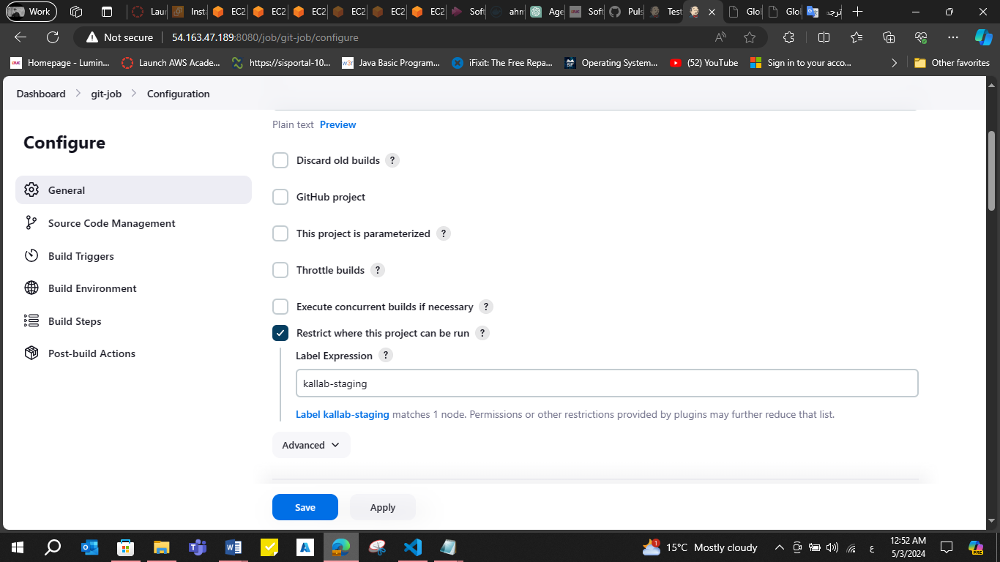 Work
Laun
Insta
EC2
EC2
EC2
EC2
EC2
EC2
Soft
ahm
Age
Soft
Puls
Test
Glob
Glob
ترجم
Not secure
54.163.47.189:8080/job/git-job/configure
Homepage - Lumin...
Launch AWS Acade...
https://sisportal-10...
Java Basic Program...
iFixit: The Free Repa...
Operating System...
(52) YouTube
Sign in to your acco...
Other favorites
Dashboard
git-job
Configuration
Configure
General
Source Code Management
Build Triggers
Build Environment
Build Steps
Post-build Actions
Plain text Preview
Discard old builds ?
GitHub project
This project is parameterized ?
Throttle builds ?
Execute concurrent builds if necessary ?
Restrict where this project can be run ?
Label Expression ?
kallab-staging
Label kallab-staging matches 1 node. Permissions or other restrictions provided by plugins may further reduce that list.
Advanced
Save
Apply
15°C Mostly cloudy
ع
12:52 AM
5/3/2024